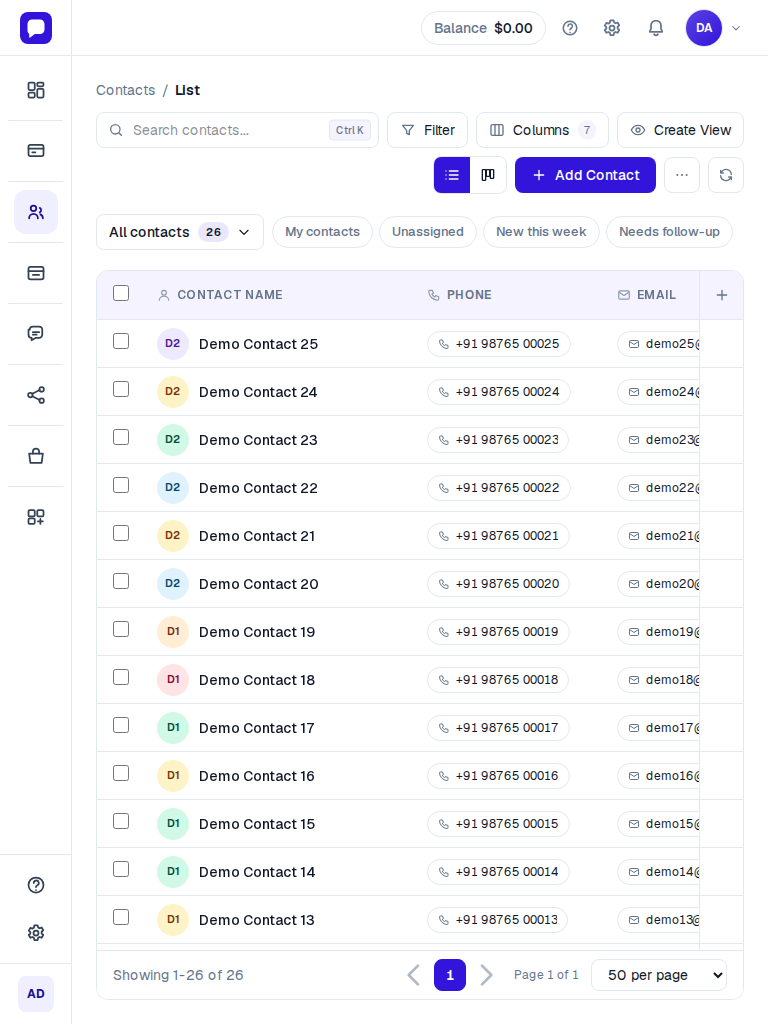 Balance $0.00
DA
Contacts / List
Search contacts... Ctrl K
Filter
Columns 7
Create View
Add Contact
All contacts 26
My contacts
Unassigned
New this week
Needs follow-up
CONTACT NAME PHONE EMAIL
D2 Demo Contact 25 +91 98765 00025 demo25@
D2 Demo Contact 24 +91 98765 00024 demo24@
D2 Demo Contact 23 +91 98765 00023 demo23@
D2 Demo Contact 22 +91 98765 00022 demo22@
D2 Demo Contact 21 +91 98765 00021 demo21@
D2 Demo Contact 20 +91 98765 00020 demo20@
D1 Demo Contact 19 +91 98765 00019 demo19@
D1 Demo Contact 18 +91 98765 00018 demo18@
D1 Demo Contact 17 +91 98765 00017 demo17@
D1 Demo Contact 16 +91 98765 00016 demo16@
D1 Demo Contact 15 +91 98765 00015 demo15@
D1 Demo Contact 14 +91 98765 00014 demo14@
D1 Demo Contact 13 +91 98765 00013 demo13@
Showing 1-26 of 26 1 Page 1 of 1 50 per page
AD